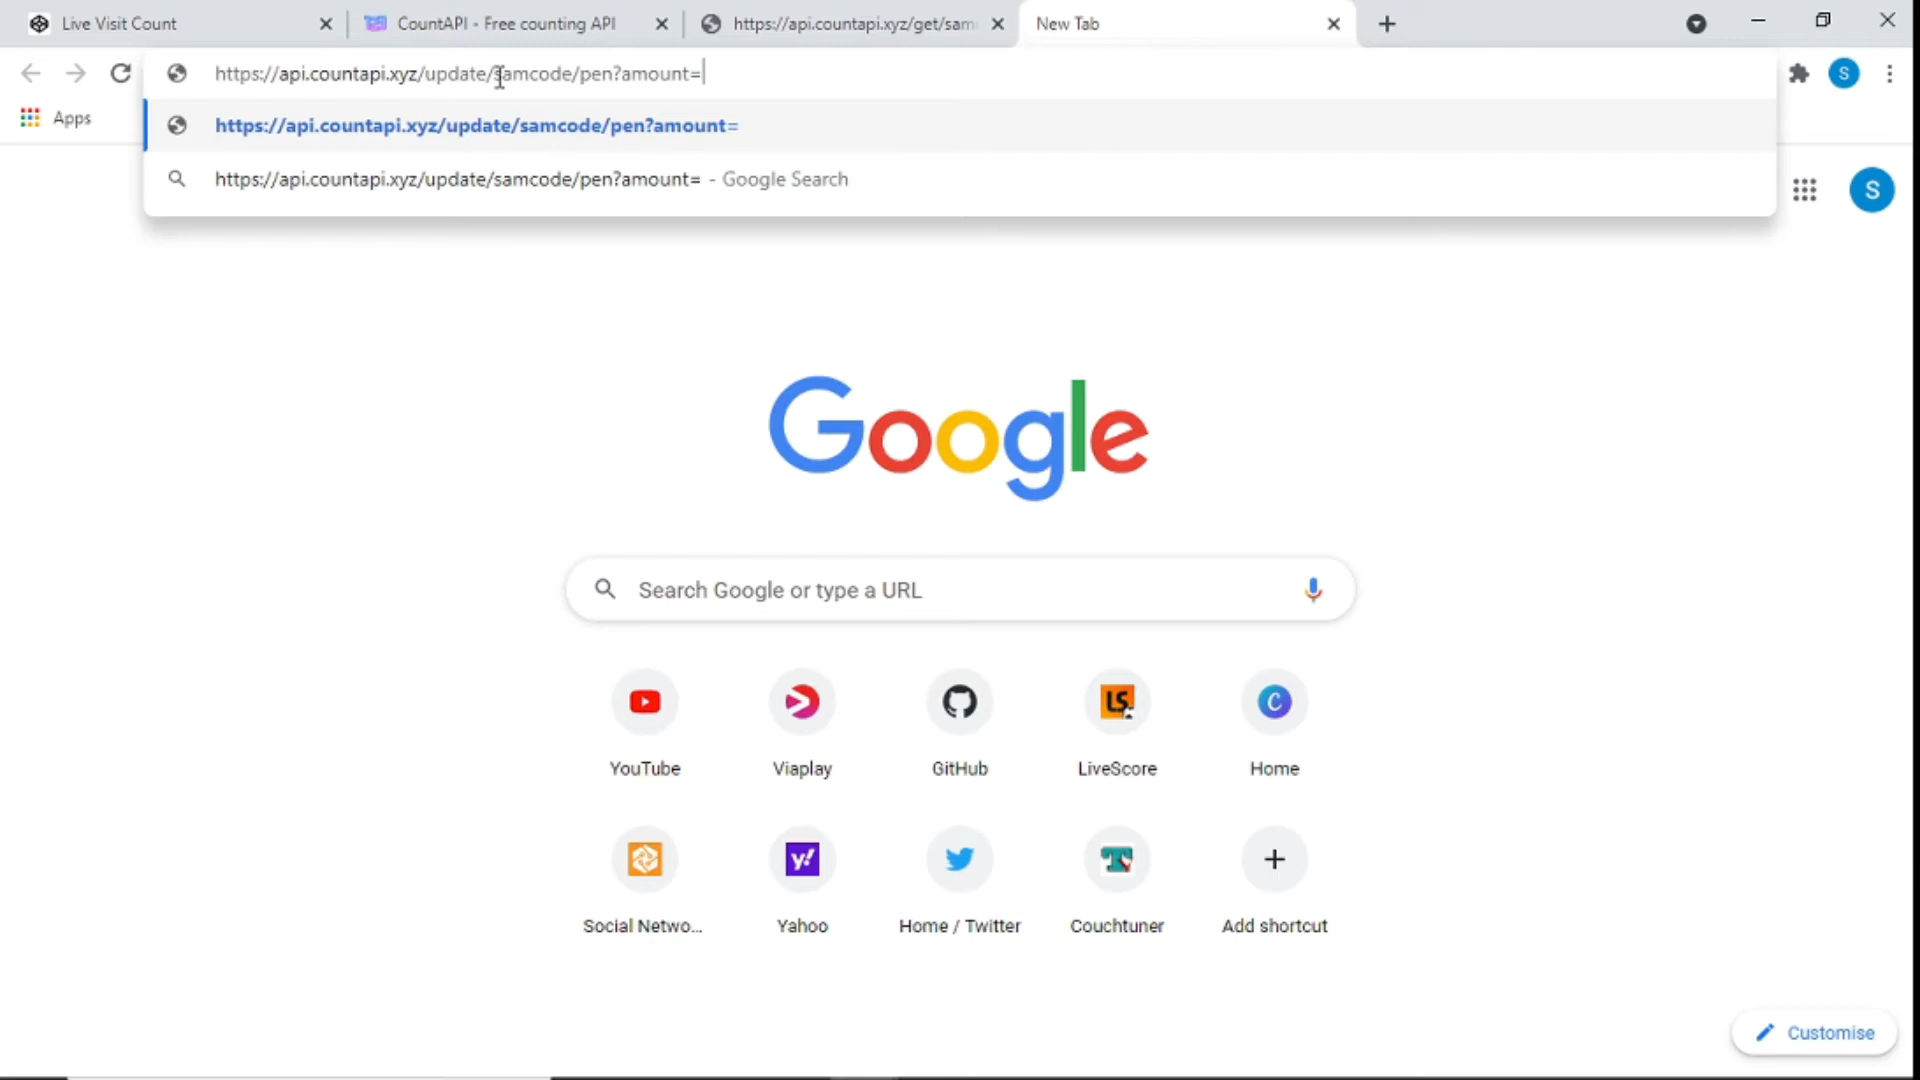 Live Visit Count
CountAPI - Free counting API
https://api.countapi.xyz/get/sam
New Tab
https://api.countapi.xyz/update/samcode/pen?amount=
S
Apps
https://api.countapi.xyz/update/samcode/pen?amount=
https://api.countapi.xyz/update/samcode/pen?amount= - Google Search
S
Google
Search Google or type a URL
LS
C
YouTube
Viaplay
GitHub
LiveScore
Home
y!
Social Netwo...
Yahoo
Home / Twitter
Couchtuner
Add shortcut
Customise